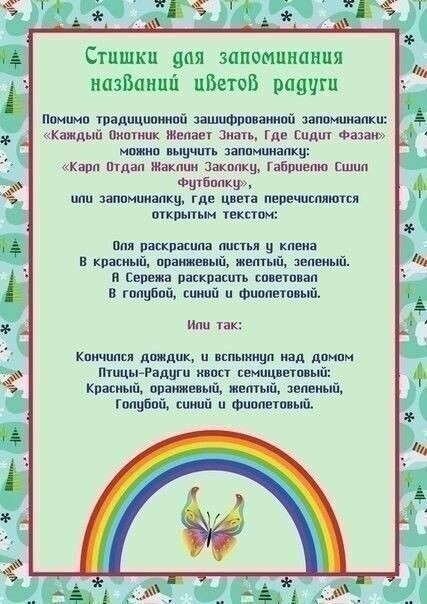 Стишки для запоминания
названий цветов радуги
Помимо традиционной зашифрованной запоминалки:
«Каждый Охотник Желает Знать, Где Сидит Фазан»
можно выучить запоминалку:
«Карл Отдал Жаклин Заколку, Габриелю Сшил
Футболку»,
или запоминалку, где цвета перечисляются
открытым текстом:
Оля раскрасила листья у клена
В красный, оранжевый, желтый, зеленый.
А Сережа раскрасить советовал
В голубой, синий и фиолетовый.
Или так:
Кончился дождик, и вспыхнул над домом
Птицы-Радуги хвост семицветовый:
Красный, оранжевый, желтый, зеленый,
Голубой, синий и фиолетовый.